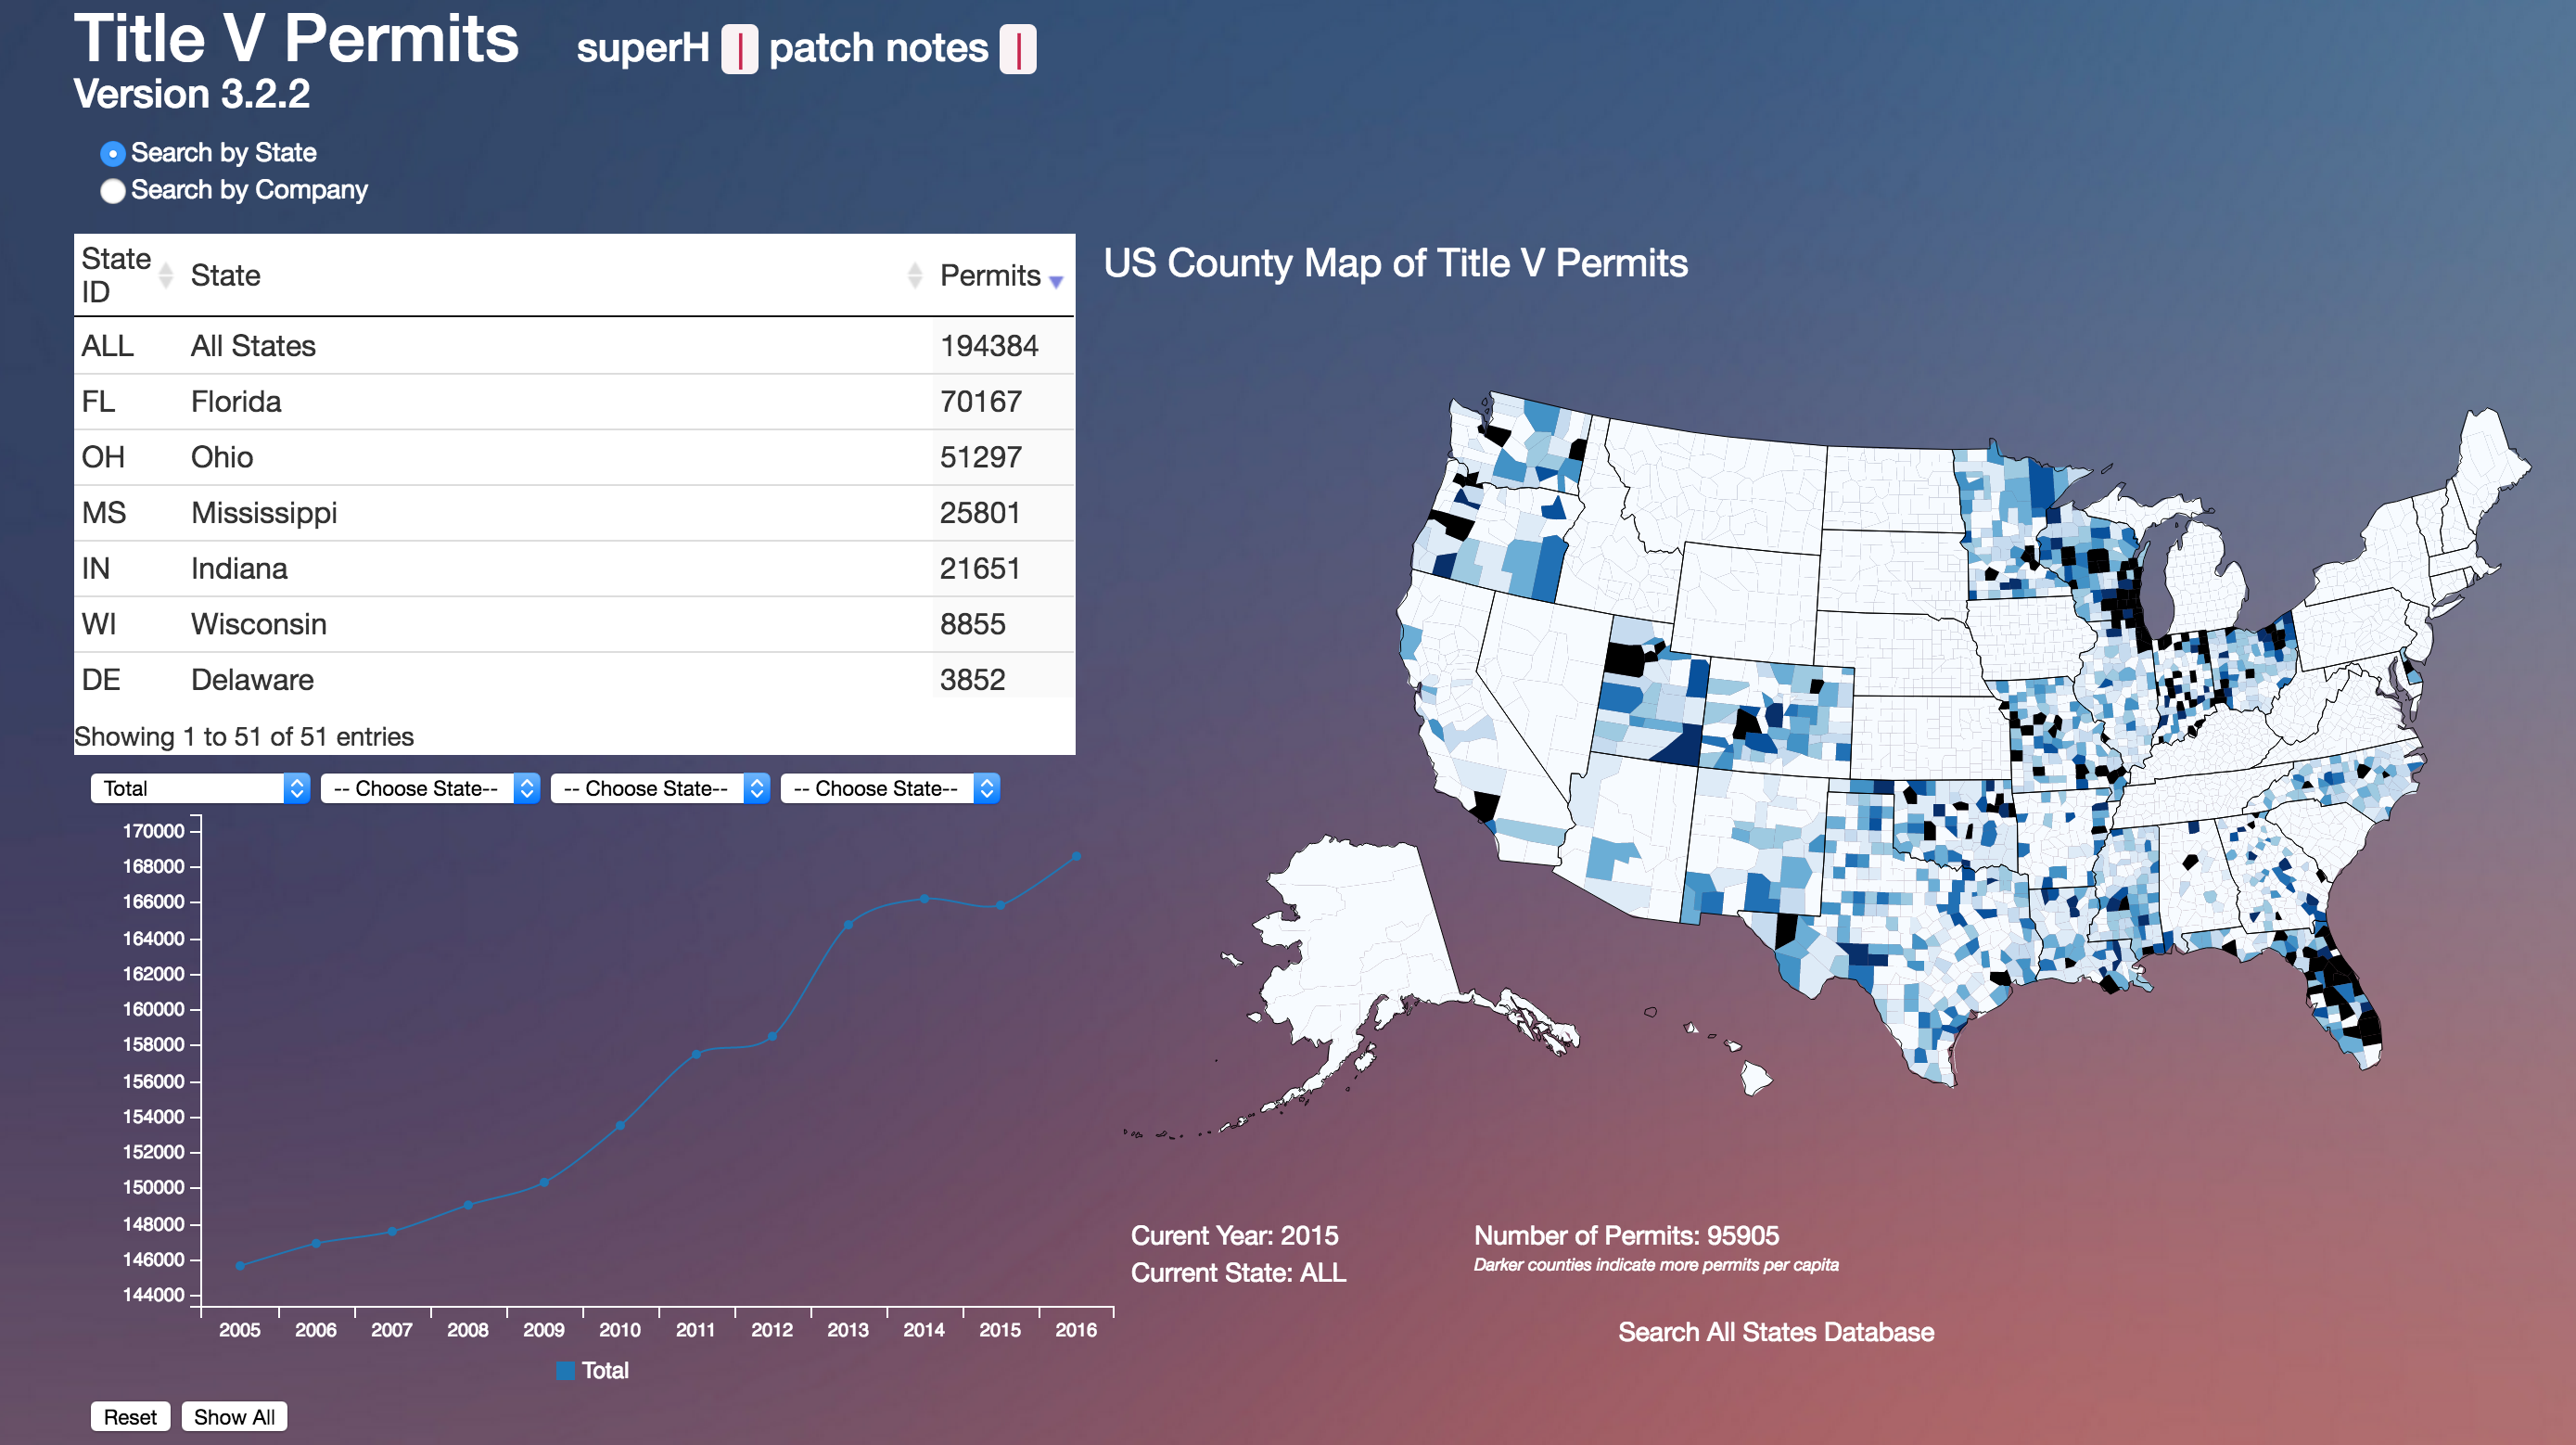 Title V Permits
superH | patch notes |
Version 3.2.2
Search by State
Search by Company
State ID State Permits
ALL All States 194384
FL Florida 70167
OH Ohio 51297
MS Mississippi 25801
IN Indiana 21651
WI Wisconsin 8855
DE Delaware 3852
Showing 1 to 51 of 51 entries
Total -- Choose State-- -- Choose State-- -- Choose State--
170000
168000
166000
164000
162000
160000
158000
156000
154000
152000
150000
148000
146000
144000
2005 2006 2007 2008 2009 2010 2011 2012 2013 2014 2015 2016
Total
Reset Show All
US County Map of Title V Permits
Curent Year: 2015
Current State: ALL
Number of Permits: 95905
Darker counties indicate more permits per capita
Search All States Database